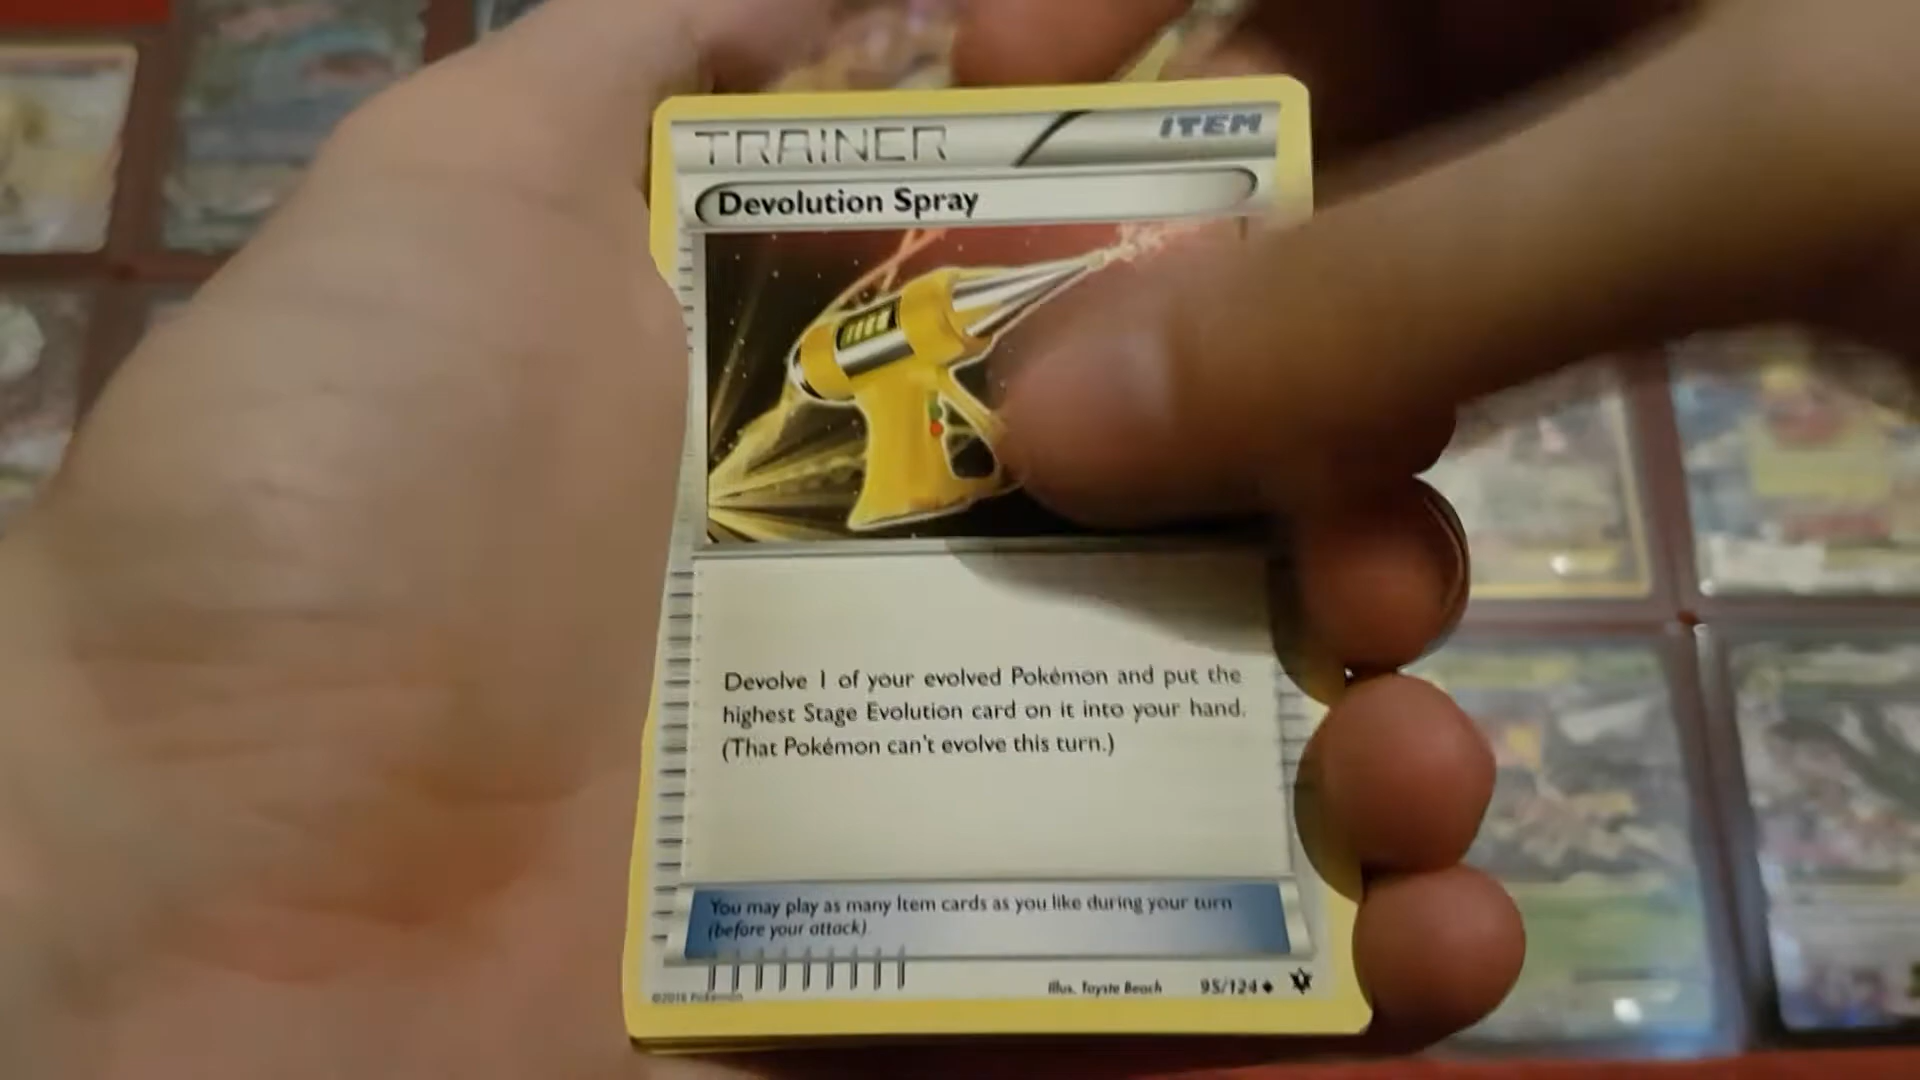 TRAINER
ITEM
Devolution Spray
Devolve 1 of your evolved Pokémon and put the
highest Stage Evolution card on it into your hand.
(That Pokémon can't evolve this turn.)
You may play as many Item cards as you like during your turn
(before your attack).
©2016 Pokémon
Illus. Toyste Beach
95/124